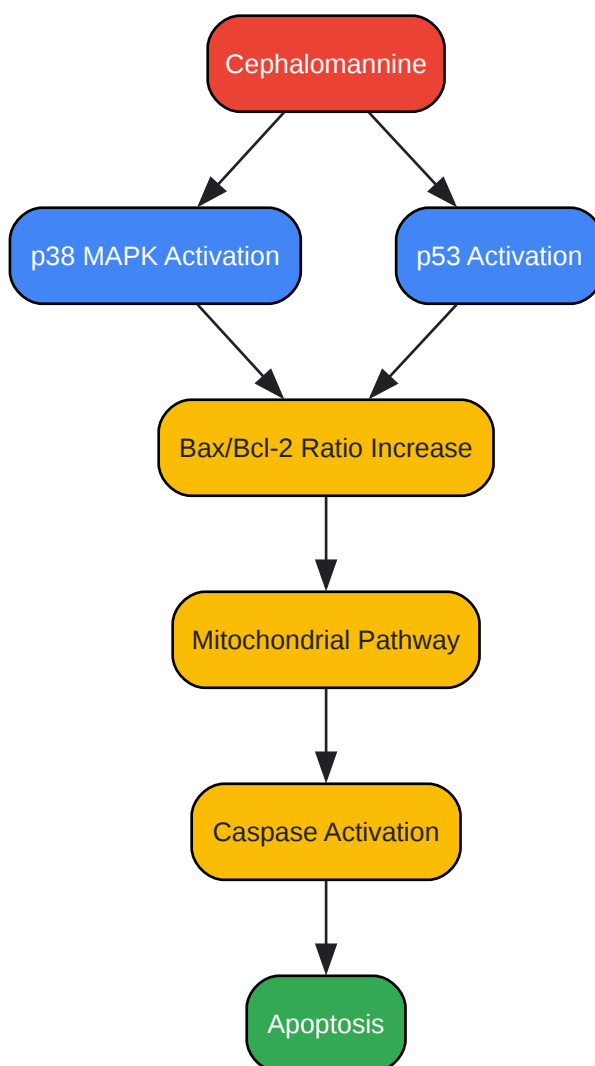 Cephalomannine
p38 MAPK Activation
p53 Activation
Bax/Bcl-2 Ratio Increase
Mitochondrial Pathway
Caspase Activation
Apoptosis